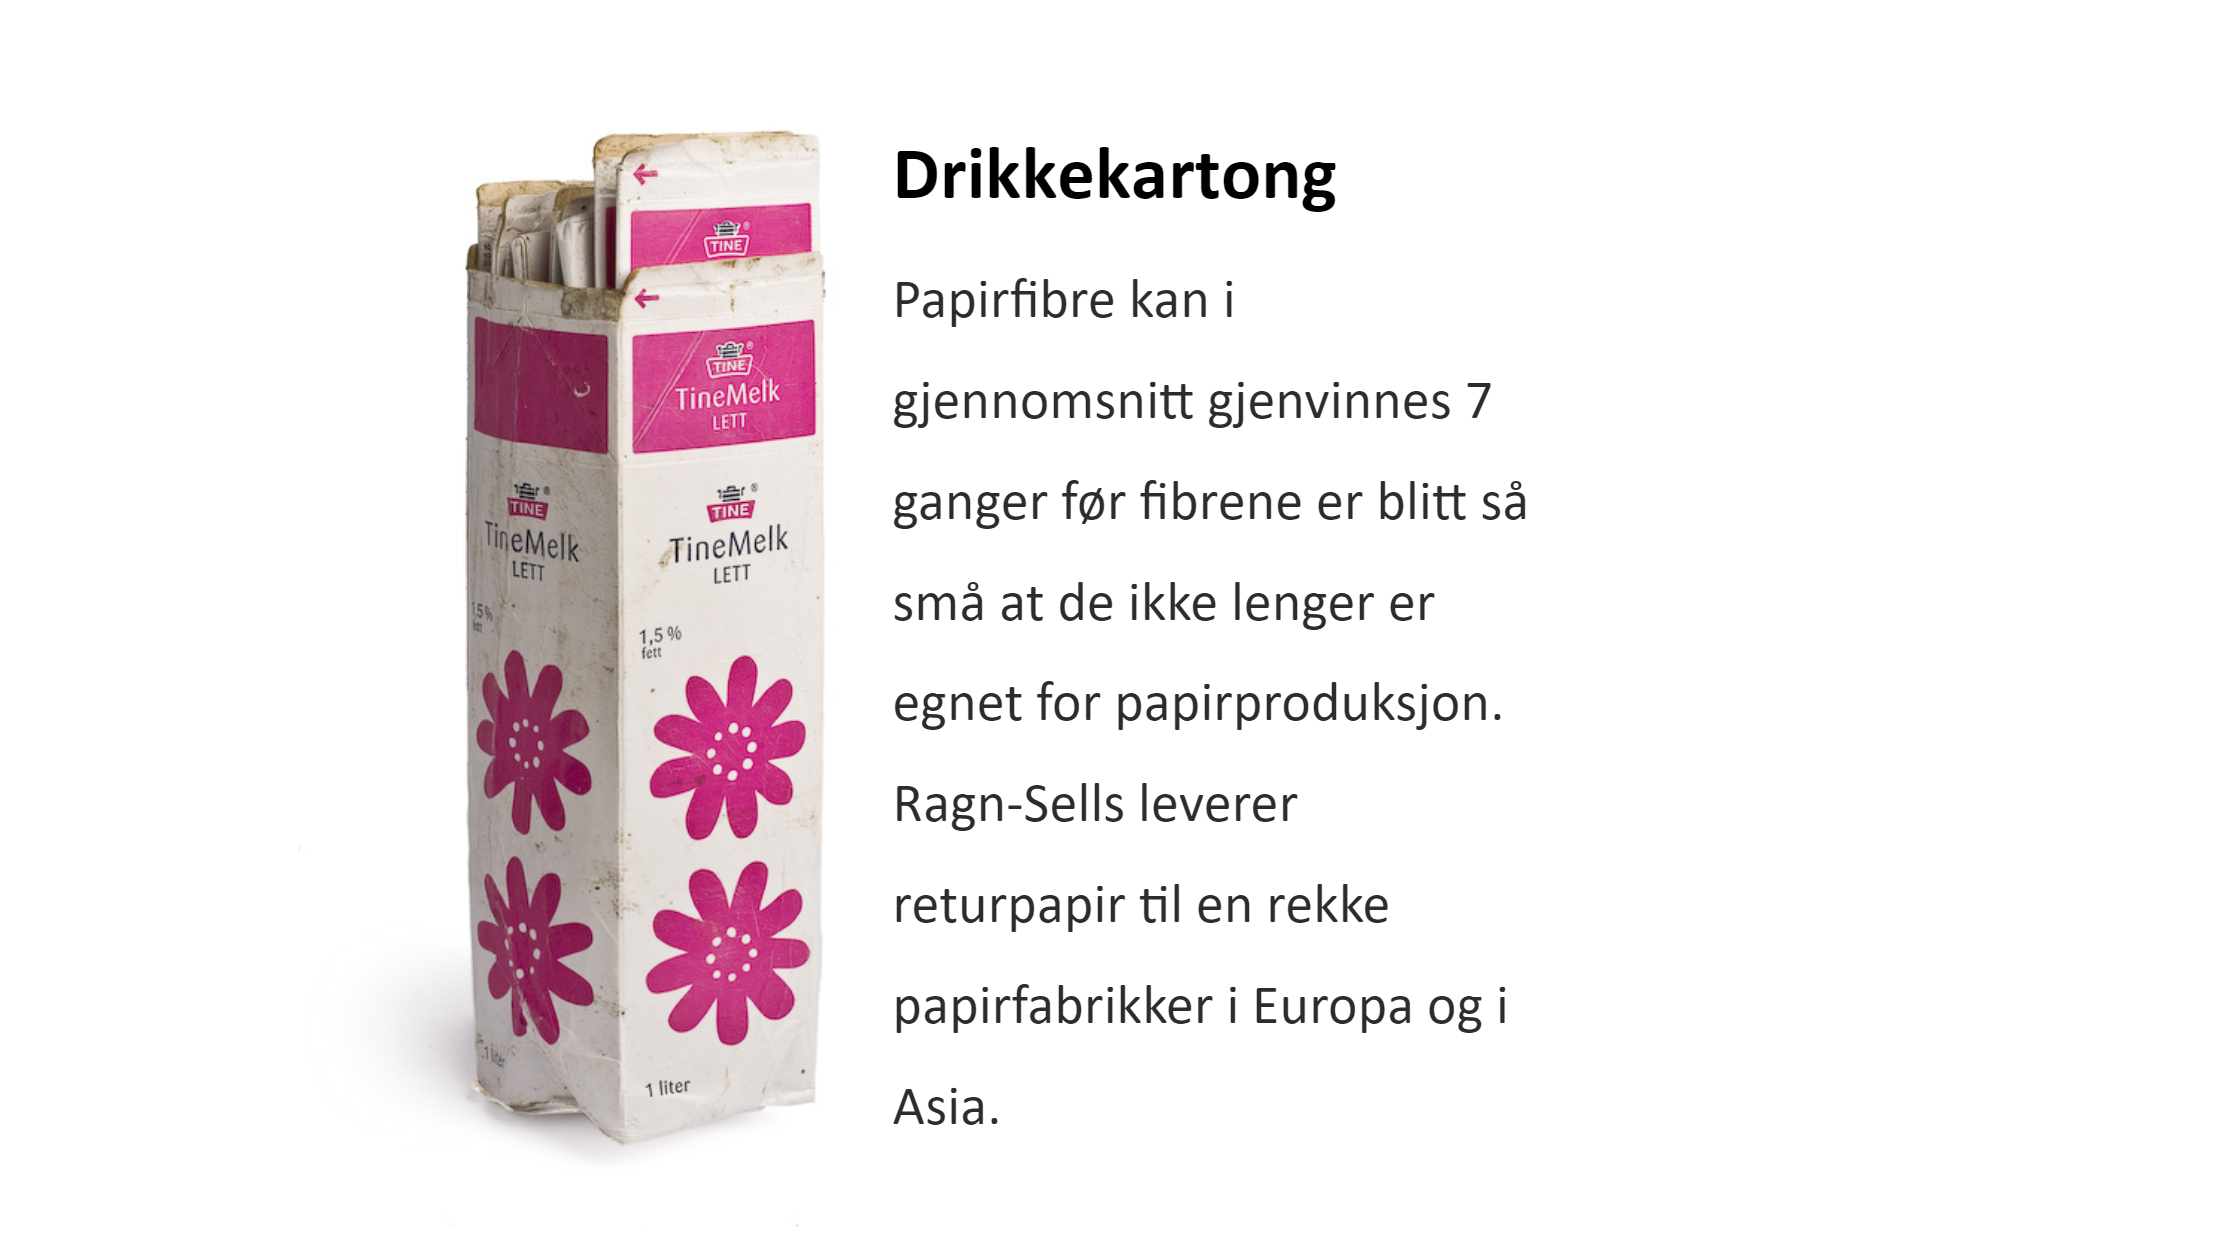 Drikkekartong
Papirfibre kan i
gjennomsnitt gjenvinnes 7
ganger før fibrene er blitt så
små at de ikke lenger er
egnet for papirproduksjon.
Ragn-Sells leverer
returpapir til en rekke
papirfabrikker i Europa og i
Asia.
TINE ®
TINE ®
TineMelk
LETT
TINE ®
TineMelk
LETT
1,5 %
fett
TINE ®
TineMelk
LETT
1,5 %
fett
1 liter
1 liter